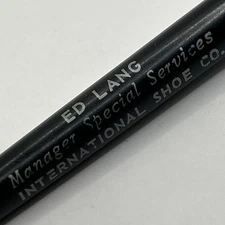 ED LANG
Manager Special Services
INTERNATIONAL SHOE CO.